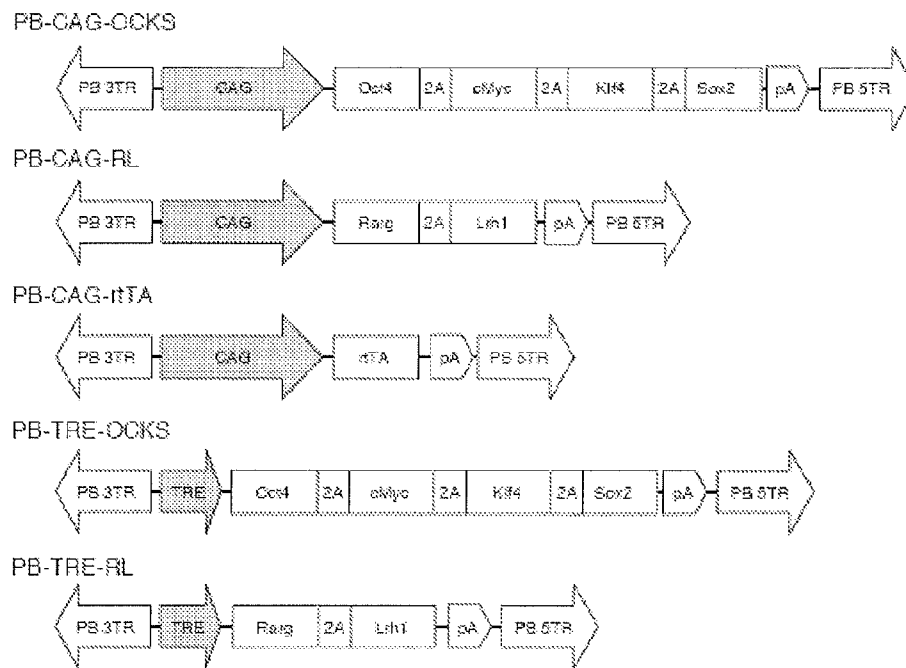 PB-CAG-OCKS
PB 3TR CAG Oct4 2A cMyc 2A Klf4 2A Sox2 pA PB 5TR
PB-CAG-RL
PB 3TR CAG Rarg 2A Lrh1 pA PB 5TR
PB-CAG-rtTA
PB 3TR CAG rtTA pA PB 5TR
PB-TRE-OCKS
PB 3TR TRE Oct4 2A cMyc 2A Klf4 2A Sox2 pA PB 5TR
PB-TRE-RL
PB 3TR TRE Rarg 2A Lrh1 pA PB 5TR